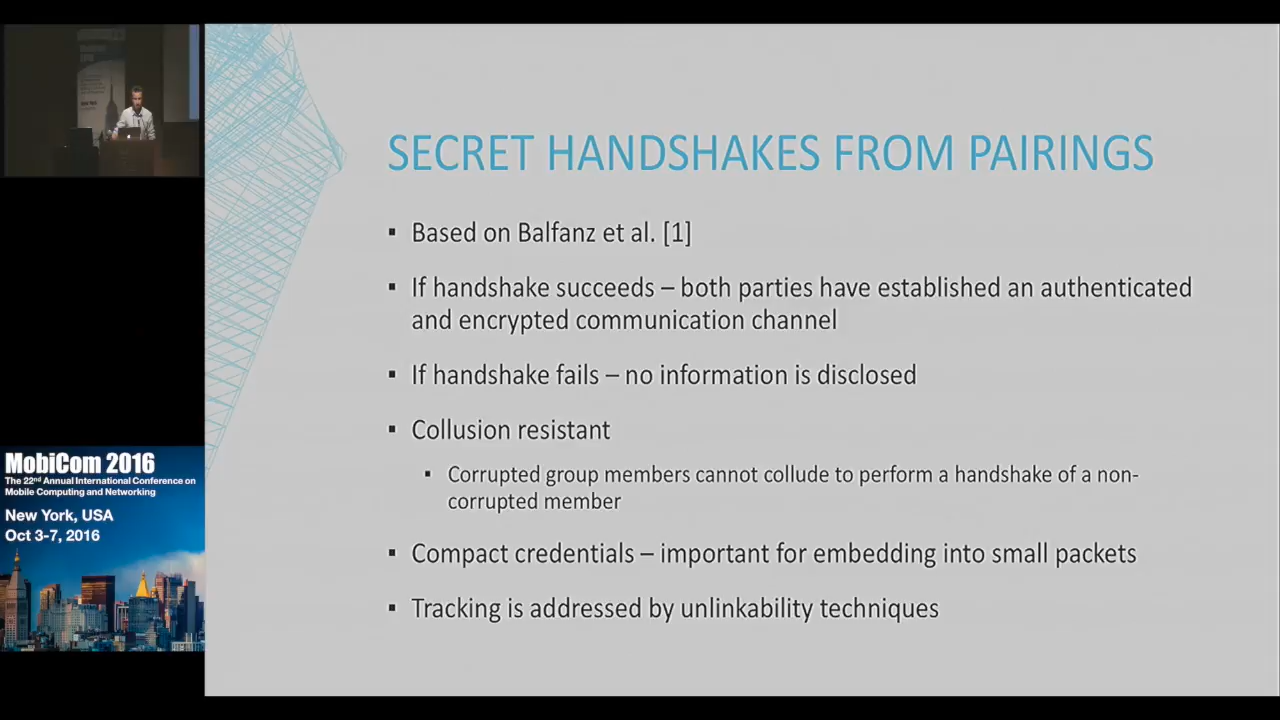 SECRET HANDSHAKES FROM PAIRINGS
▪ Based on Balfanz et al. [1]
▪ If handshake succeeds – both parties have established an authenticated
and encrypted communication channel
▪ If handshake fails – no information is disclosed
▪ Collusion resistant
▪ Corrupted group members cannot collude to perform a handshake of a non-
corrupted member
▪ Compact credentials – important for embedding into small packets
▪ Tracking is addressed by unlinkability techniques
MobiCom 2016
The 22nd Annual International Conference on
Mobile Computing and Networking
New York, USA
Oct 3-7, 2016